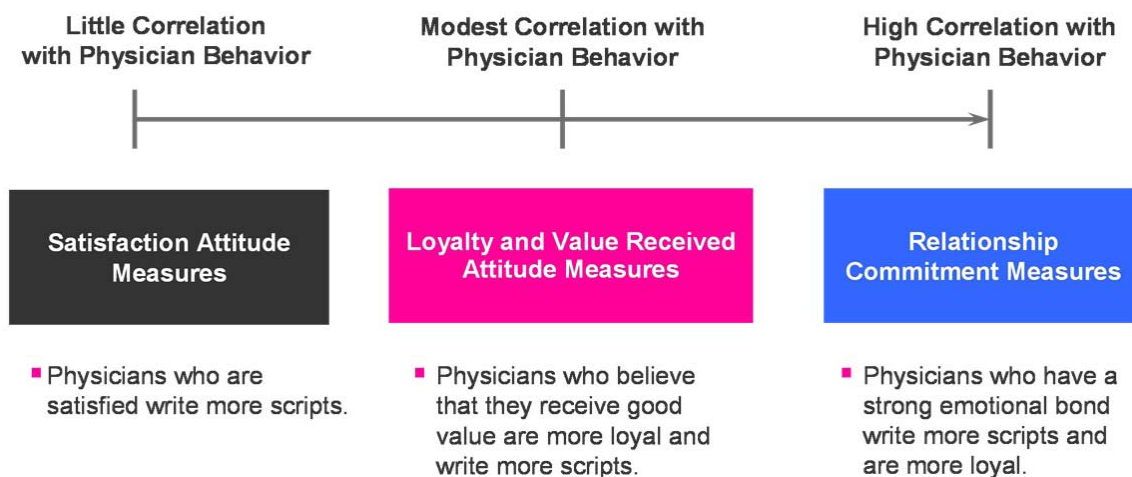 Little Correlation
with Physician Behavior
Modest Correlation with
Physician Behavior
High Correlation with
Physician Behavior
Satisfaction Attitude
Measures
Loyalty and Value Received
Attitude Measures
Relationship
Commitment Measures
Physicians who are
satisfied write more scripts.
Physicians who believe
that they receive good
value are more loyal and
write more scripts.
Physicians who have a
strong emotional bond
write more scripts and
are more loyal.